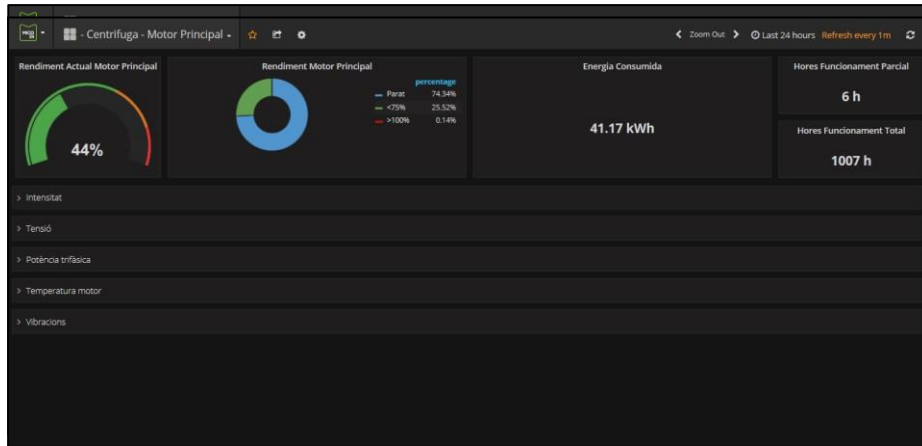 - Centrifuga - Motor Principal
Zoom Out
Last 24 hours Refresh every 1m
Rendiment Actual Motor Principal
44%
Rendiment Motor Principal
percentage
Parat 74.34%
<75% 25.52%
>100% 0.14%
Energia Consumida
41.17 kWh
Hores Funcionament Parcial
6 h
Hores Funcionament Total
1007 h
Intensitat
Tensió
Potència trifàsica
Temperatura motor
Vibracions